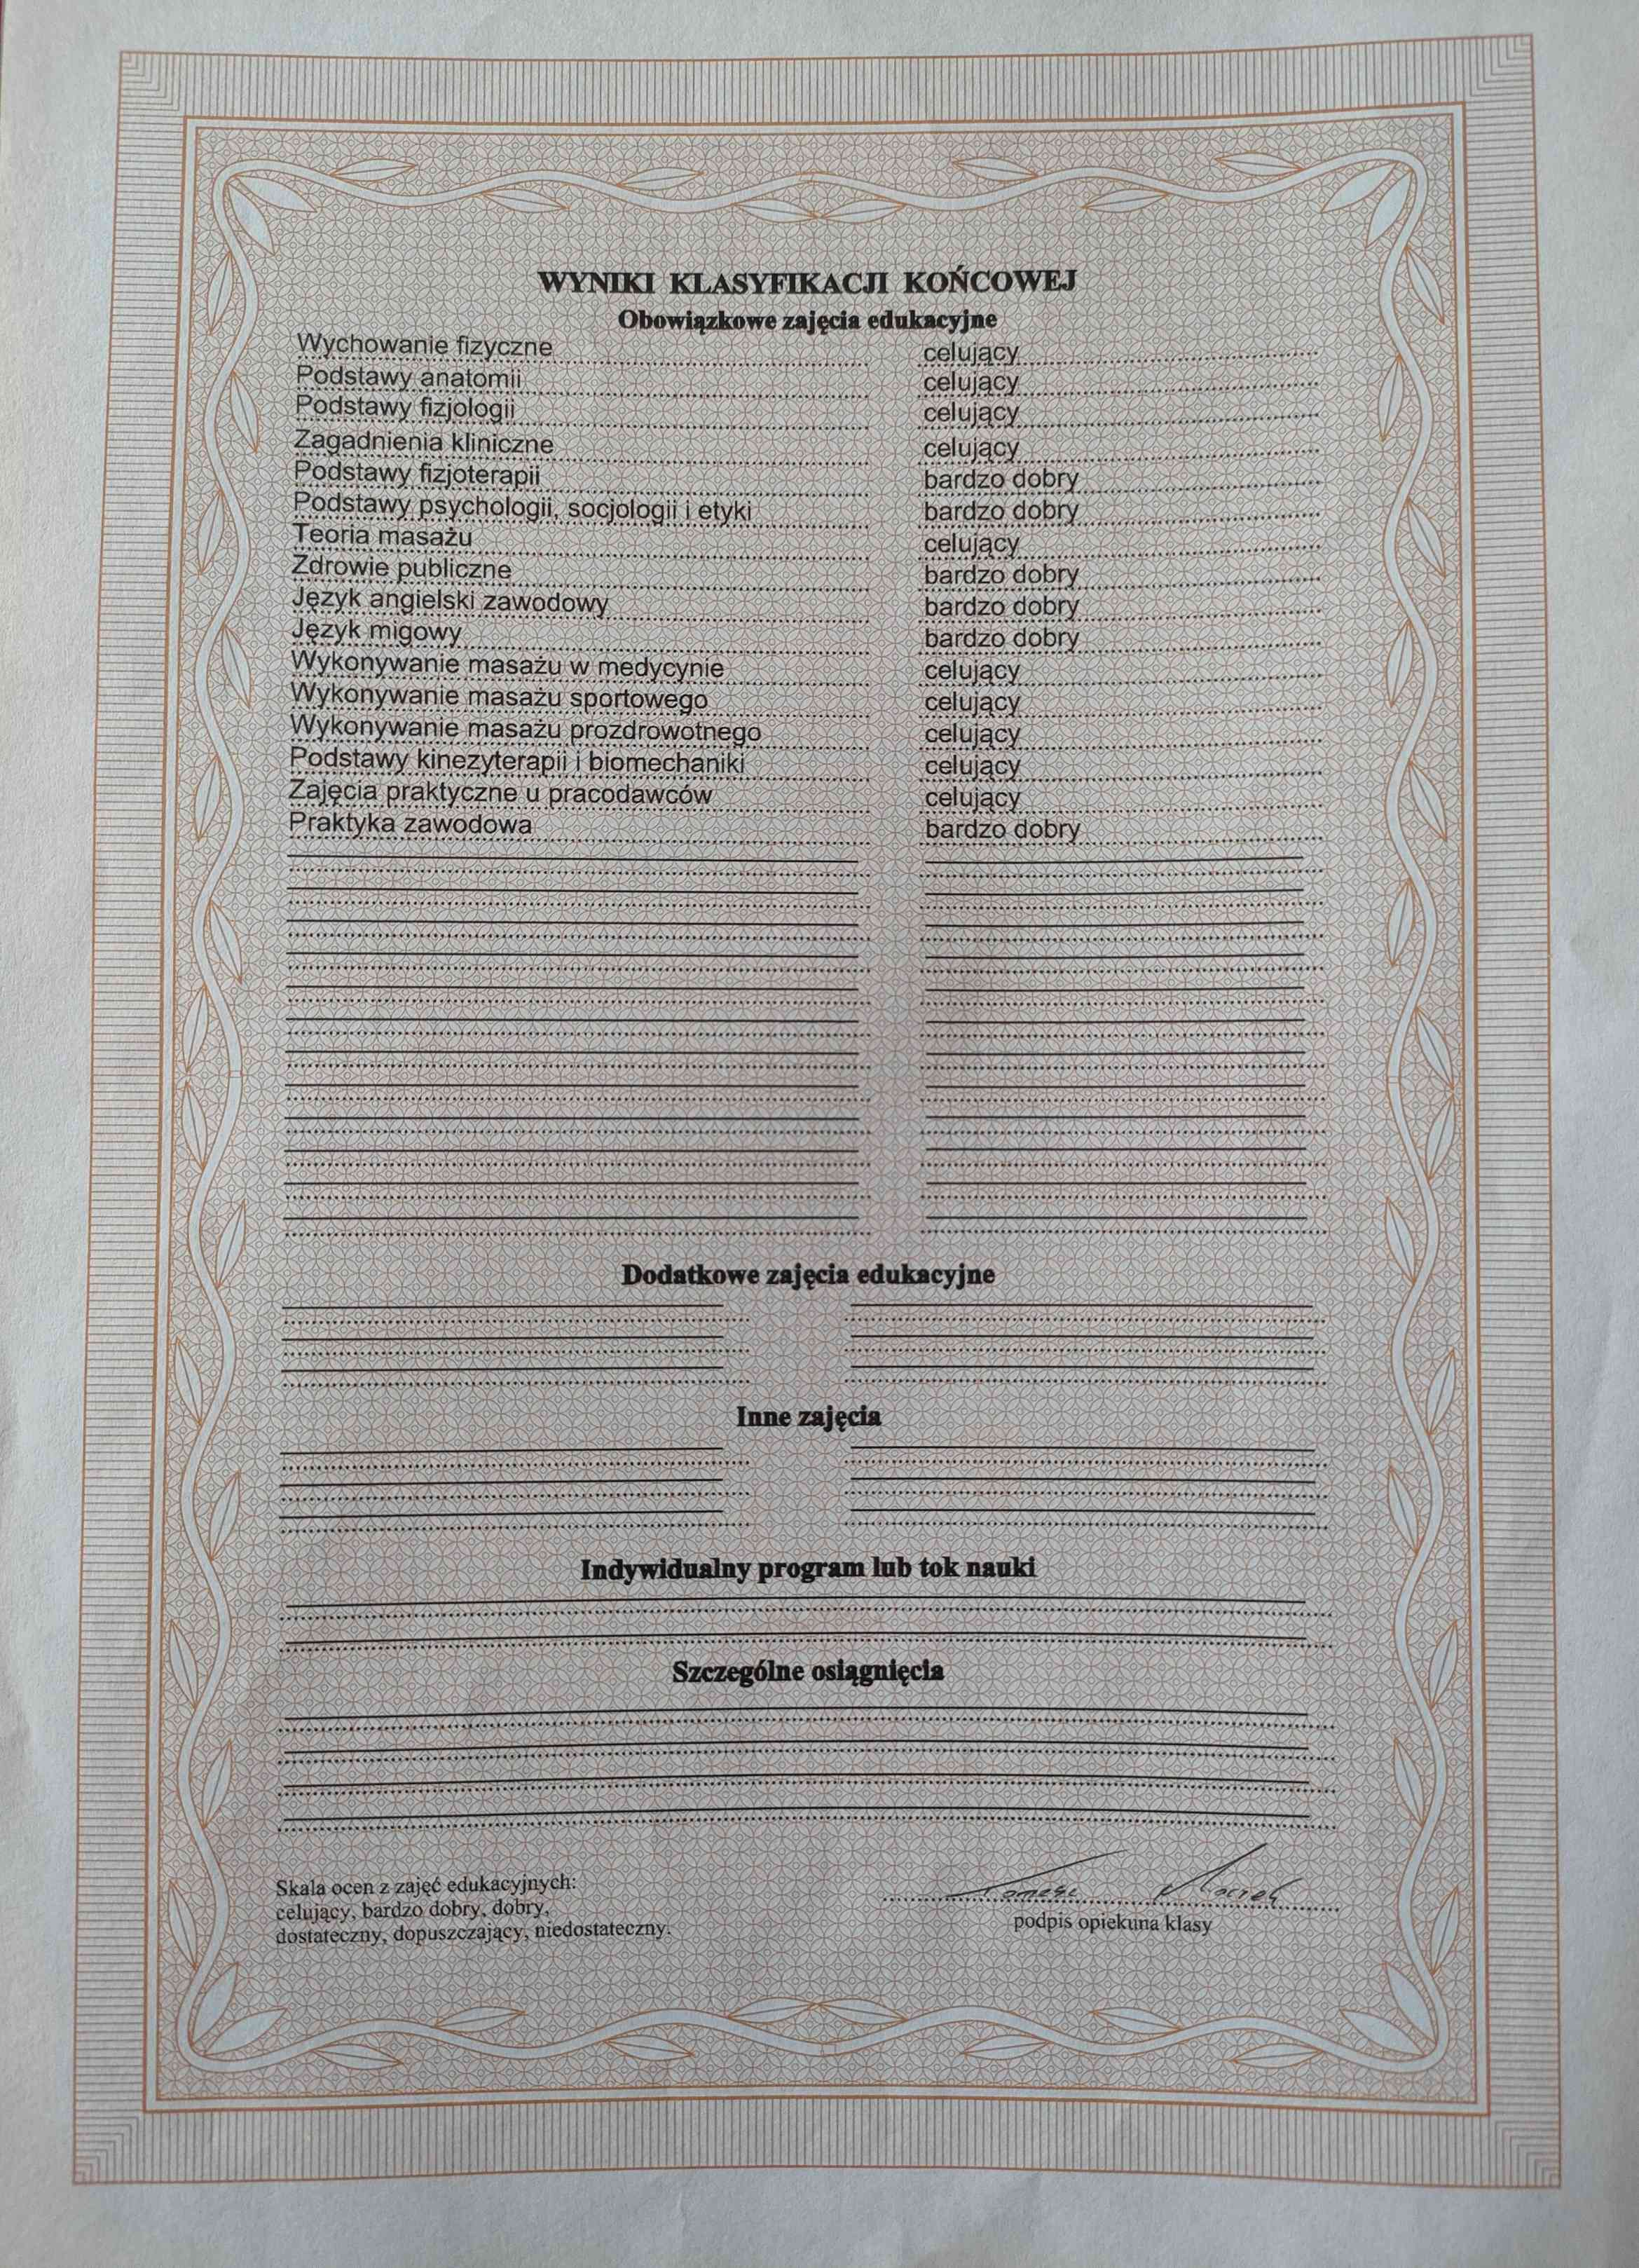 WYNIKI KLASYFIKACJI KOŃCOWEJ
Obowiązkowe zajęcia edukacyjne
Wychowanie fizyczne celujący
Podstawy anatomii celujący
Podstawy fizjologii celujący
Zagadnienia kliniczne celujący
Podstawy fizjoterapii bardzo dobry
Podstawy psychologii, socjologii i etyki bardzo dobry
Teoria masażu celujący
Zdrowie publiczne bardzo dobry
Język angielski zawodowy bardzo dobry
Język migowy bardzo dobry
Wykonywanie masażu w medycynie celujący
Wykonywanie masażu sportowego celujący
Wykonywanie masażu prozdrowotnego celujący
Podstawy kinezyterapii i biomechaniki celujący
Zajęcia praktyczne u pracodawców celujący
Praktyka zawodowa bardzo dobry
Dodatkowe zajęcia edukacyjne
Inne zajęcia
Indywidualny program lub tok nauki
Szczególne osiągnięcia
Skala ocen z zajęć edukacyjnych:
celujący, bardzo dobry, dobry,
dostateczny, dopuszczający, niedostateczny.
podpis opiekuna klasy